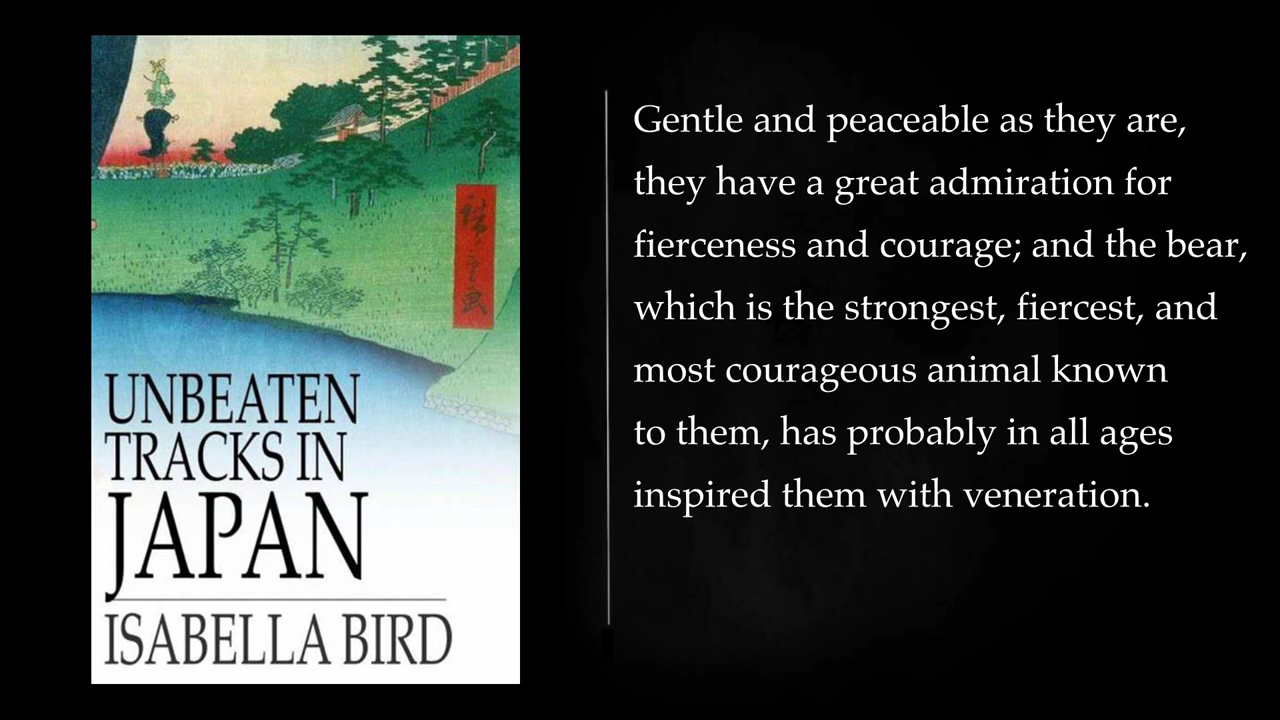 UNBEATEN
TRACKS IN
JAPAN
ISABELLA BIRD
Gentle and peaceable as they are,
they have a great admiration for
fierceness and courage; and the bear,
which is the strongest, fiercest, and
most courageous animal known
to them, has probably in all ages
inspired them with veneration.